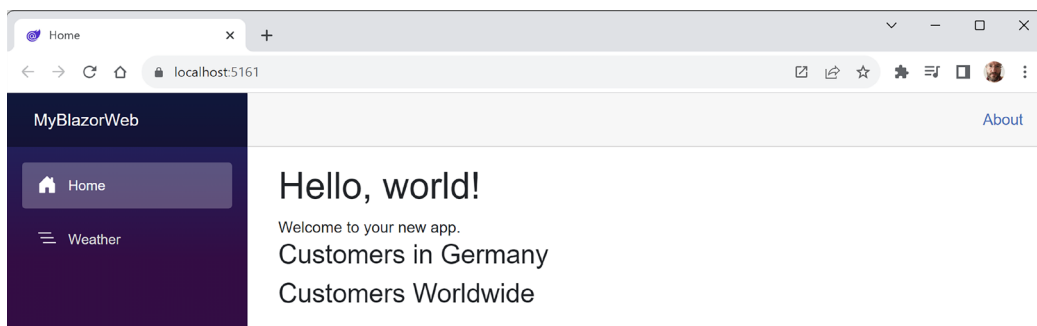 Home
localhost:5161
MyBlazorWeb
About
Home
Weather
Hello, world!
Welcome to your new app.
Customers in Germany
Customers Worldwide